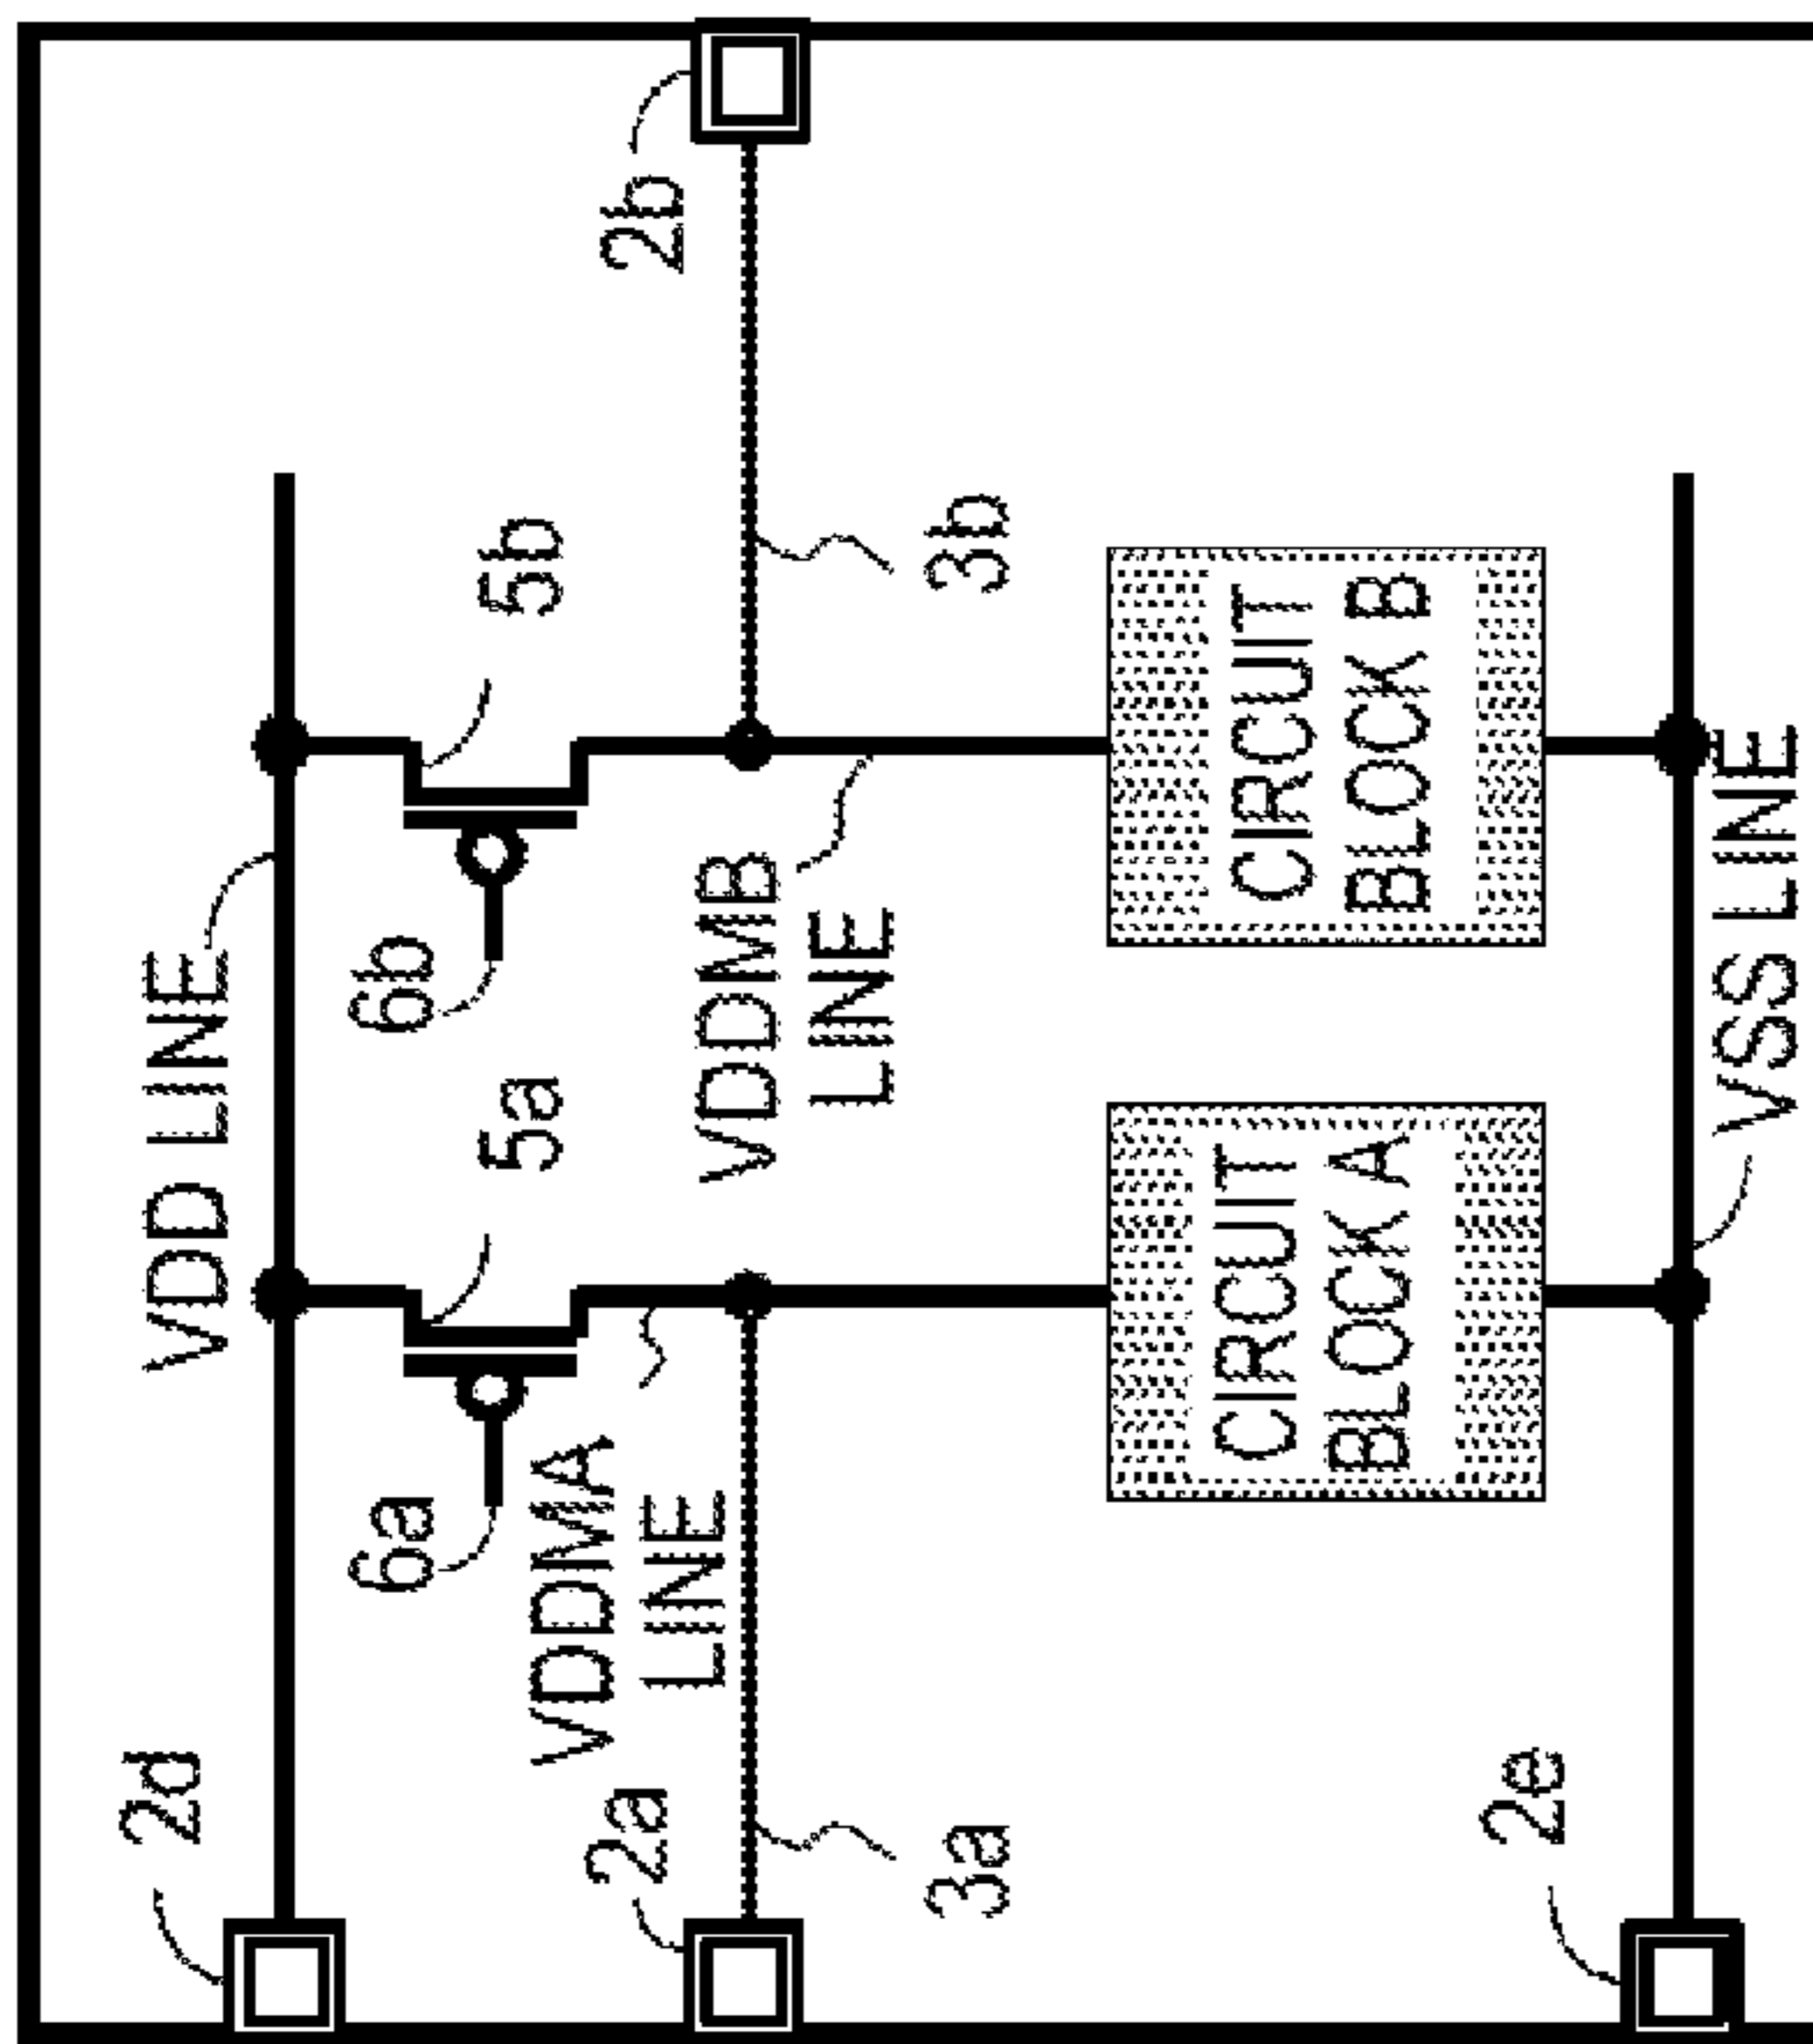 2d
VDD LINE
6a
5a
6b
5b
VDDMA
LINE
2a
VDDMB
LINE
2b
3a
3b
CIRCUIT
BLOCK A
CIRCUIT
BLOCK B
2e
VSS LINE